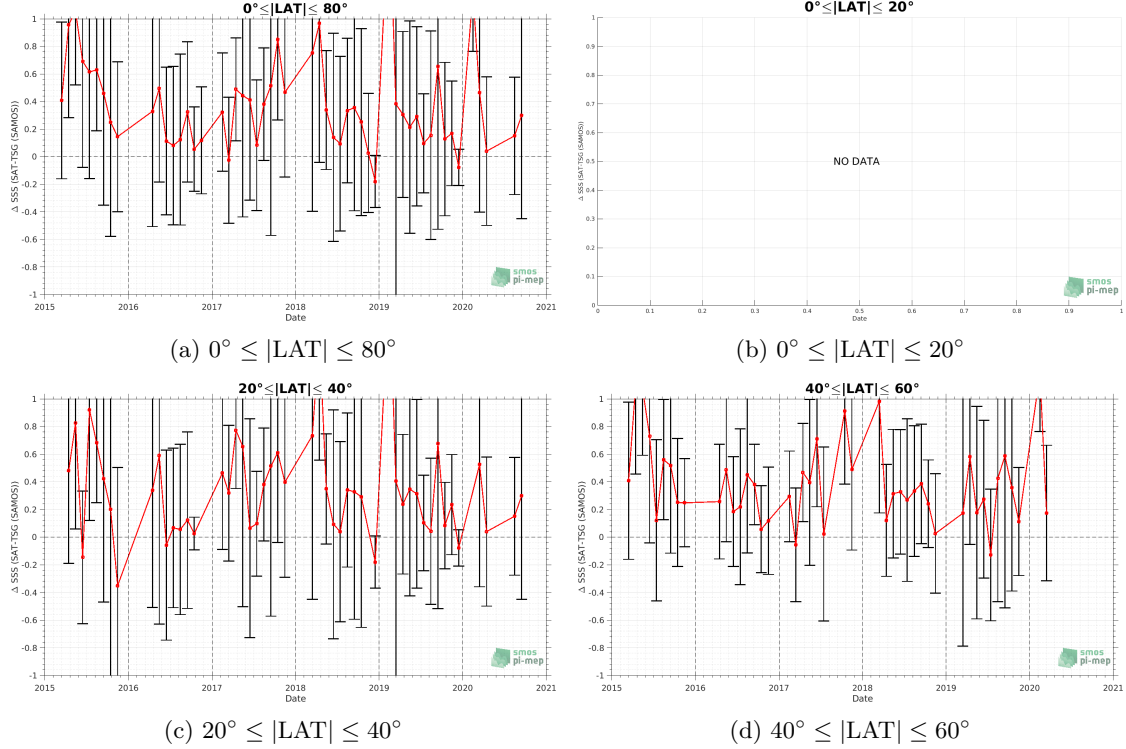 0°≤|LAT|≤ 80°
Δ SSS (SAT-TSG (SAMOS))
1
0.8
0.6
0.4
0.2
0
-0.2
-0.4
-0.6
-0.8
-1
2015 2016 2017 2018 2019 2020 2021
Date
smos
pi-mep
(a) 0° ≤ |LAT| ≤ 80°
0°≤|LAT|≤ 20°
Δ SSS (SAT-TSG (SAMOS))
1
0.9
0.8
0.7
0.6
0.5
0.4
0.3
0.2
0.1
0
NO DATA
0 0.1 0.2 0.3 0.4 0.5 0.6 0.7 0.8 0.9 1
Date
smos
pi-mep
(b) 0° ≤ |LAT| ≤ 20°
20°≤|LAT|≤ 40°
Δ SSS (SAT-TSG (SAMOS))
1
0.8
0.6
0.4
0.2
0
-0.2
-0.4
-0.6
-0.8
-1
2015 2016 2017 2018 2019 2020 2021
Date
smos
pi-mep
(c) 20° ≤ |LAT| ≤ 40°
40°≤|LAT|≤ 60°
Δ SSS (SAT-TSG (SAMOS))
1
0.8
0.6
0.4
0.2
0
-0.2
-0.4
-0.6
-0.8
-1
2015 2016 2017 2018 2019 2020 2021
Date
smos
pi-mep
(d) 40° ≤ |LAT| ≤ 60°